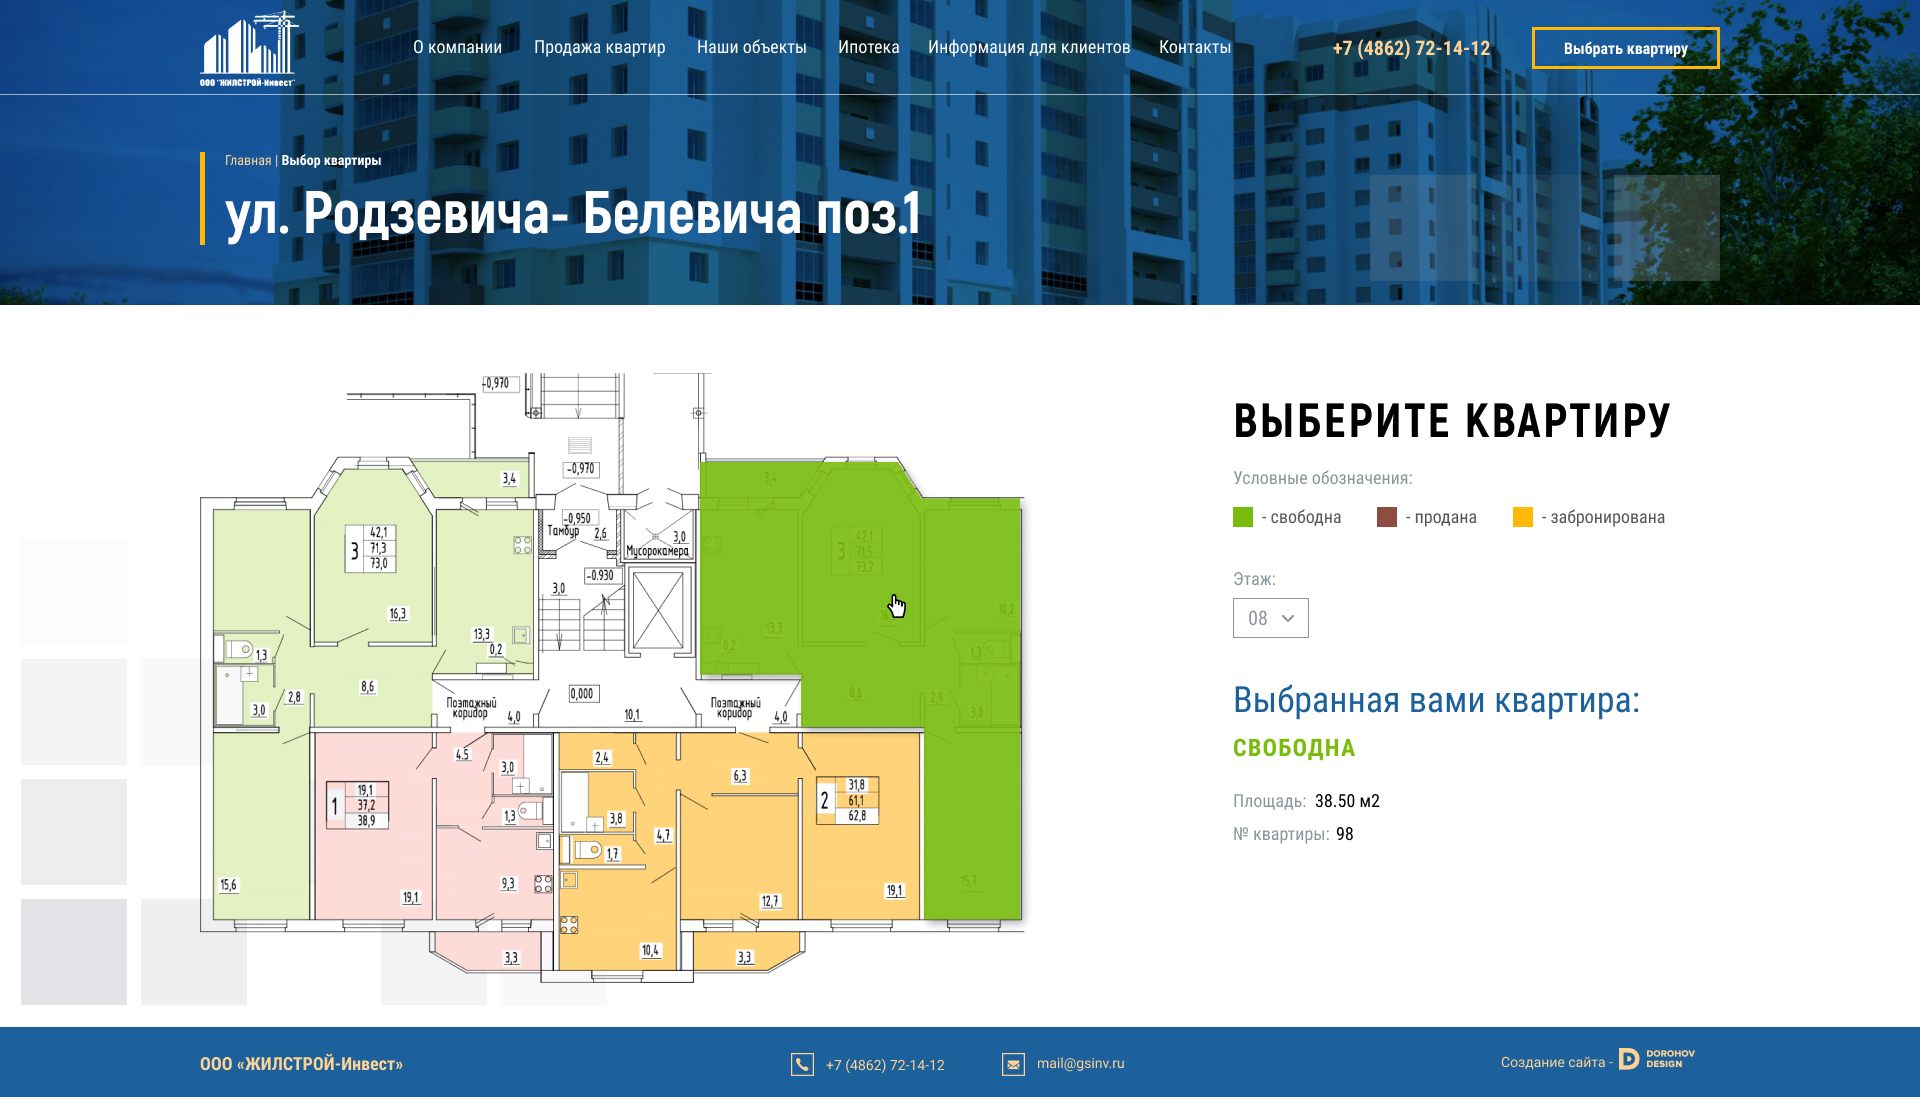 ООО "ЖИЛСТРОЙ-Инвест"
О компании
Продажа квартир
Наши объекты
Ипотека
Информация для клиентов
Контакты
+7 (4862) 72-14-12
Выбрать квартиру
Главная | Выбор квартиры
ул. Родзевича- Белевича поз.1
-0,970
3,4
-0,970
3,4
-0,950
Тамбур
2,6
3,0
Мусорокамера
3
42,1
71,3
73,0
3
42,1
71,5
73,2
-0.930
3,0
16,3
13,3
0,2
13,3
0,2
10,2
1,3
1,3
8,6
2,8
3,0
Поэтажный
коридор
4,0
0,000
10,1
Поэтажный
коридор
4,0
8,6
2,9
3,0
4.5
3,0
2,4
6,3
1
19,1
37,2
38,9
2
31,8
61,1
62,8
1,3
3,8
4,7
1,7
15,6
19,1
9,3
12,7
19,1
15,7
10,4
3,3
3,3
ВЫБЕРИТЕ КВАРТИРУ
Условные обозначения:
- свободна
- продана
- забронирована
Этаж:
08
Выбранная вами квартира:
СВОБОДНА
Площадь: 38.50 м2
№ квартиры: 98
ООО «ЖИЛСТРОЙ-Инвест»
+7 (4862) 72-14-12
mail@gsinv.ru
Создание сайта -
DOROHOV
DESIGN